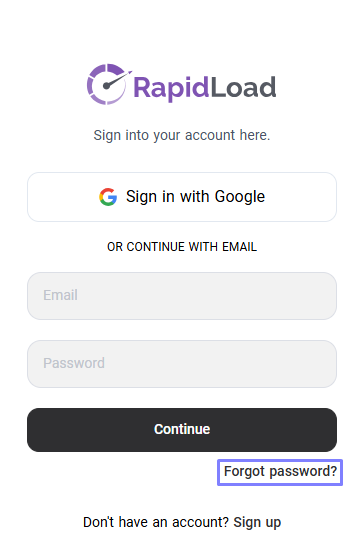 RapidLoad
Sign into your account here.
Sign in with Google
OR CONTINUE WITH EMAIL
Email
Password
Continue
Forgot password?
Don't have an account? Sign up